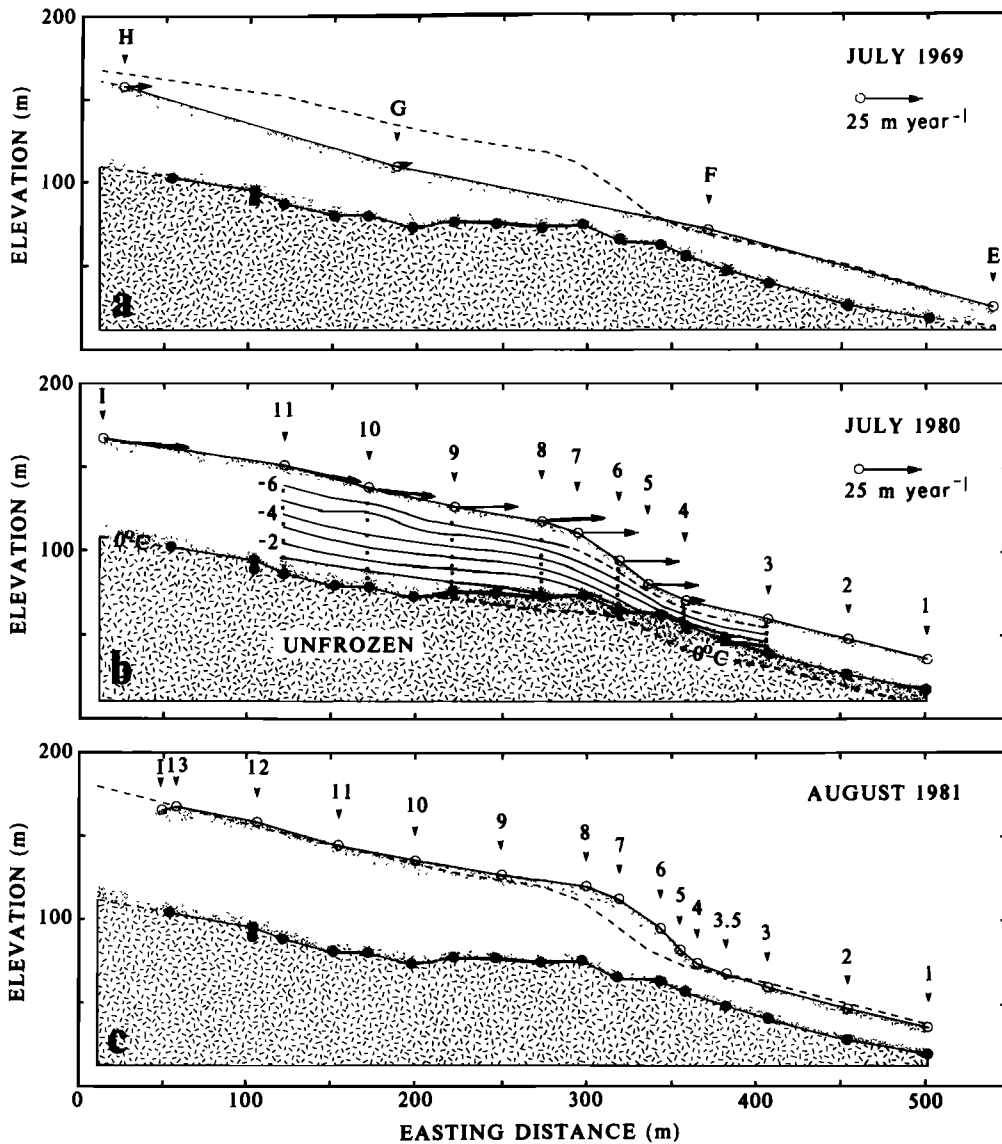 200
H
JULY 1969
25 m year⁻¹
G
F
E
100
ELEVATION (m)
a
200
I
11
10
9
8
7
6
5
4
3
2
1
JULY 1980
25 m year⁻¹
-6
-4
-2
0°C
100
ELEVATION (m)
UNFROZEN
0°C
b
200
I 13
12
11
10
9
8
7
6
5
4
3.5
3
2
1
AUGUST 1981
100
ELEVATION (m)
c
0
0 100 200 300 400 500
EASTING DISTANCE (m)